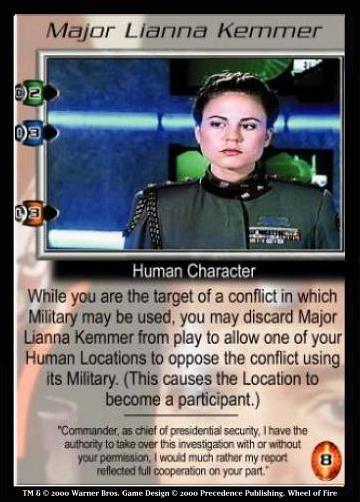 Major Lianna Kemmer
2
3
3
Human Character
While you are the target of a conflict in which
Military may be used, you may discard Major
Lianna Kemmer from play to allow one of your
Human Locations to oppose the conflict using
its Military. (This causes the Location to
become a participant.)
"Commander, as chief of presidential security, I have the
authority to take over this investigation with or without
your permission, I would much rather my report
reflected full cooperation on your part."
8
TM & © 2000 Warner Bros. Game Design © 2000 Precedence Publishing. Wheel of Fire